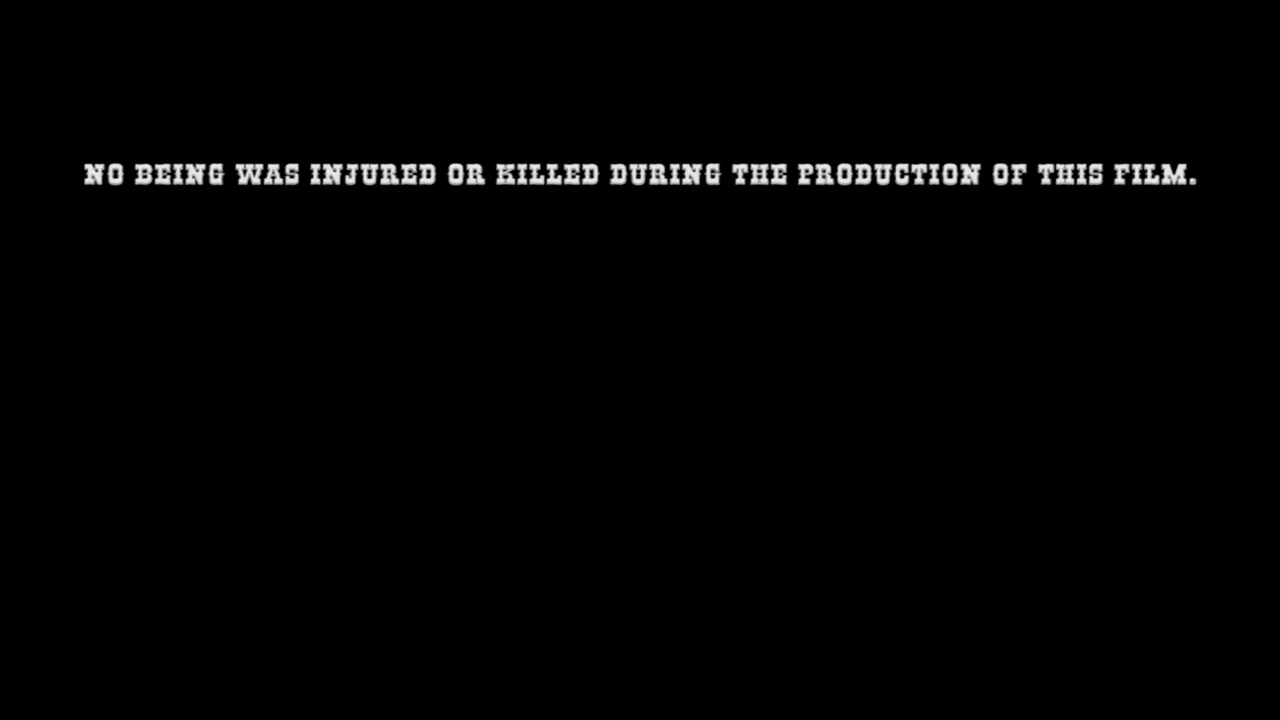 NO BEING WAS INJURED OR KILLED DURING THE PRODUCTION OF THIS FILM.